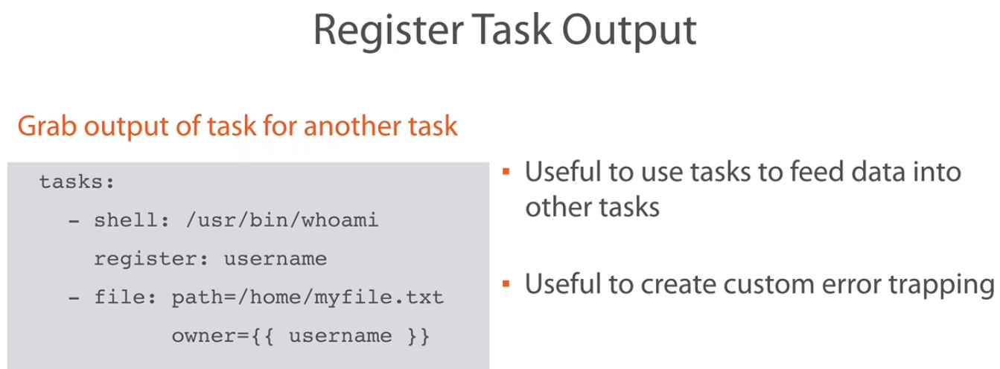 Register Task Output
Grab output of task for another task
tasks:
- shell: /usr/bin/whoami
register: username
- file: path=/home/myfile.txt
owner={{ username }}
▪ Useful to use tasks to feed data into
other tasks
▪ Useful to create custom error trapping